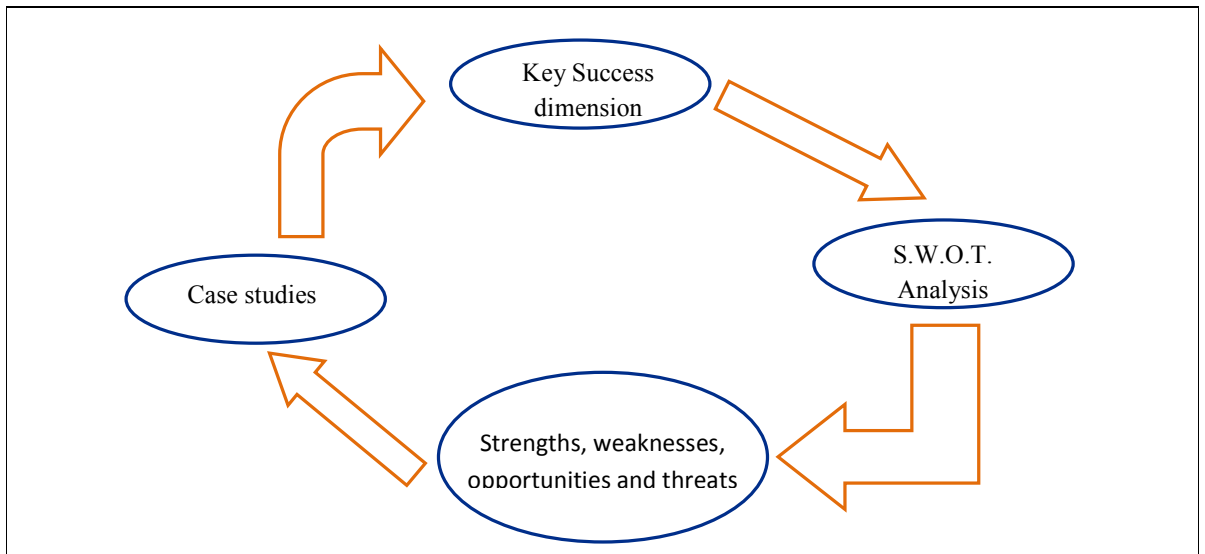 Key Success
dimension
S.W.O.T.
Analysis
Case studies
Strengths, weaknesses,
opportunities and threats